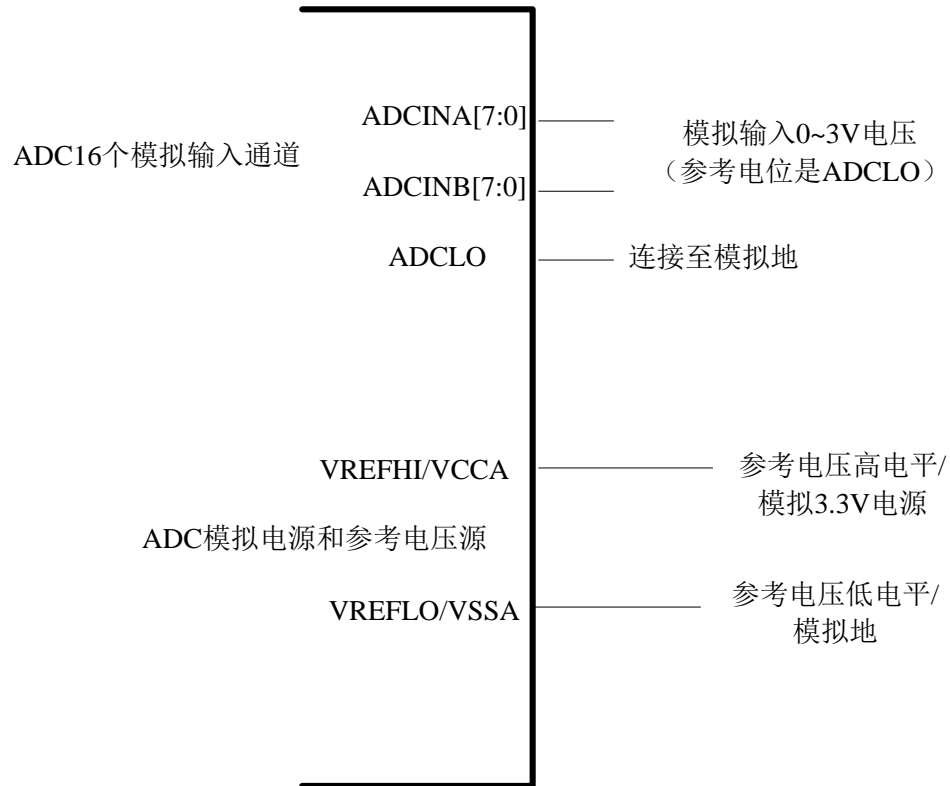 ADCINA[7:0]
模拟输入0~3V电压
ADC16个模拟输入通道
（参考电位是ADCLO）
ADCINB[7:0]
ADCLO
连接至模拟地
VREFHI/VCCA
参考电压高电平/
模拟3.3V电源
ADC模拟电源和参考电压源
VREFLO/VSSA
参考电压低电平/
模拟地